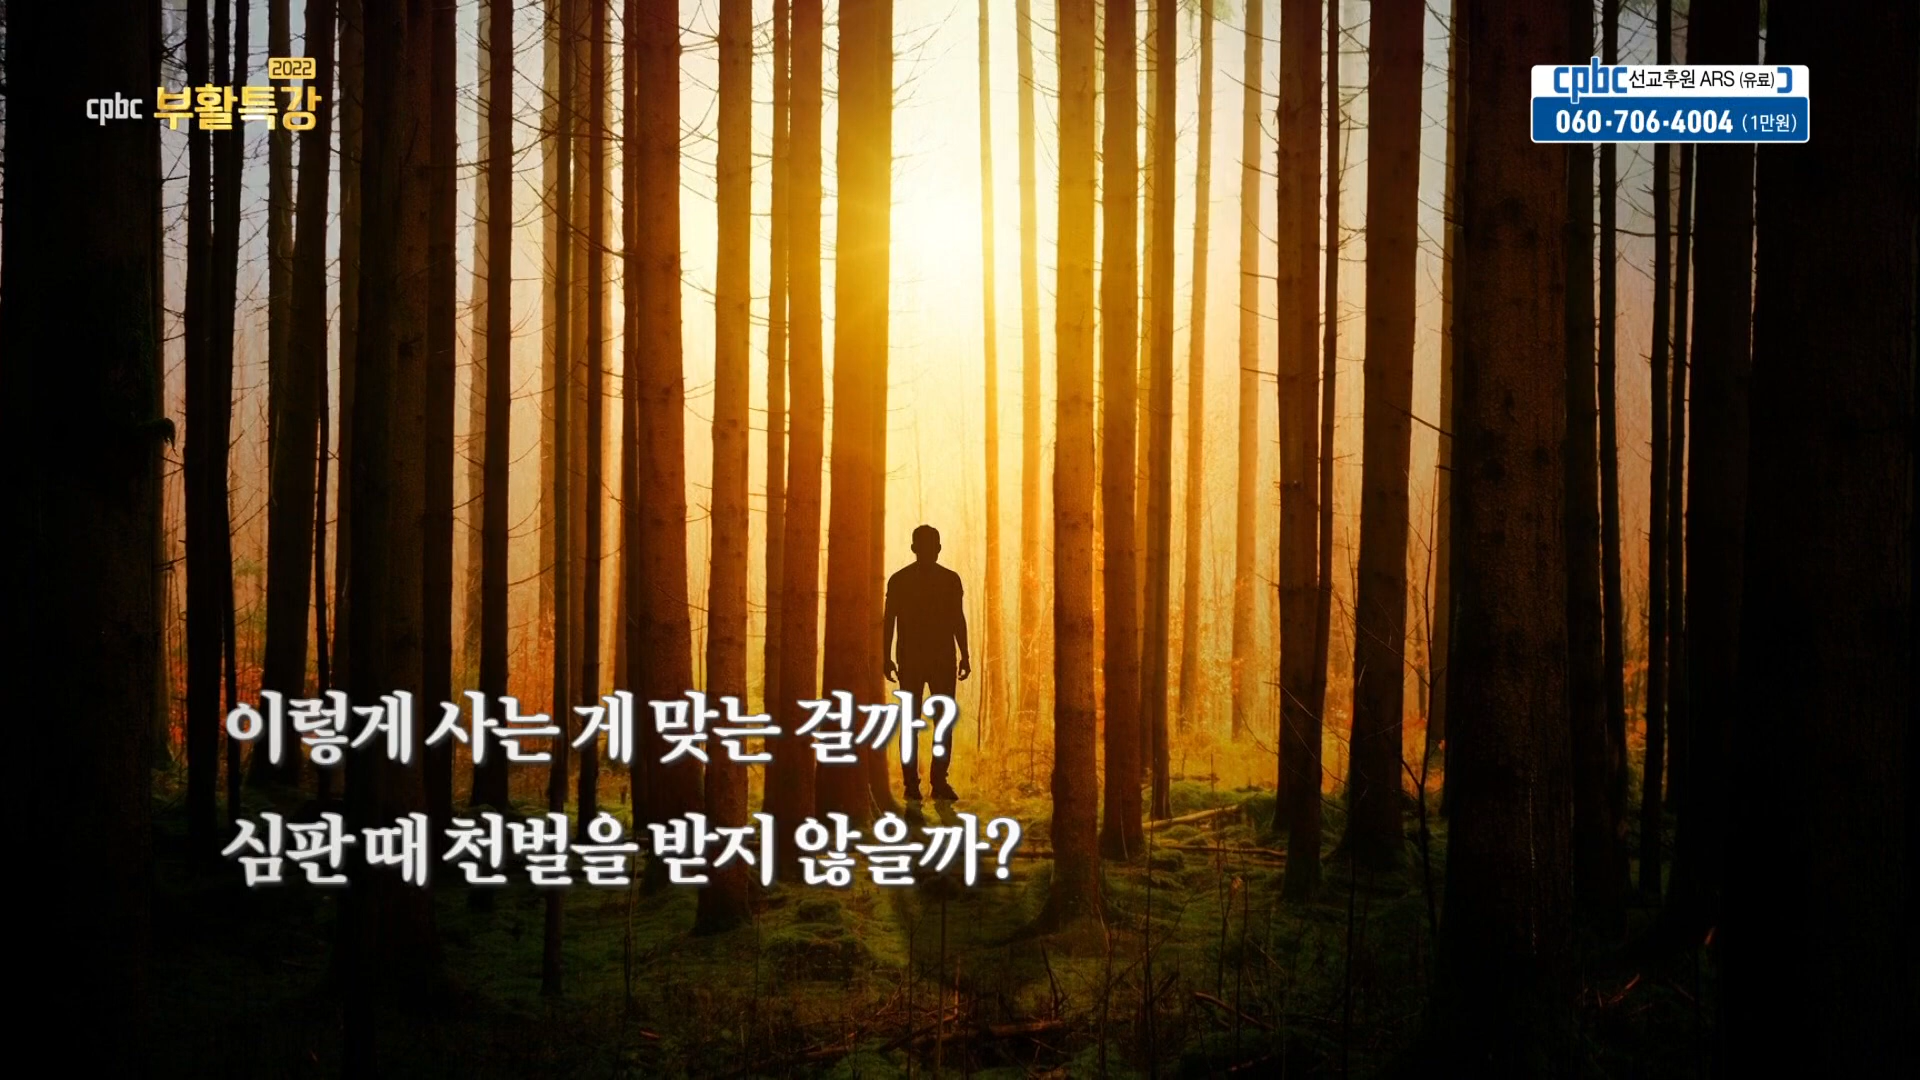 2022
cpbc 부활특강
cpbc 선교후원 ARS (유료)
060·706·4004 (1만원)
이렇게 사는 게 맞는 걸까?
심판 때 천벌을 받지 않을까?